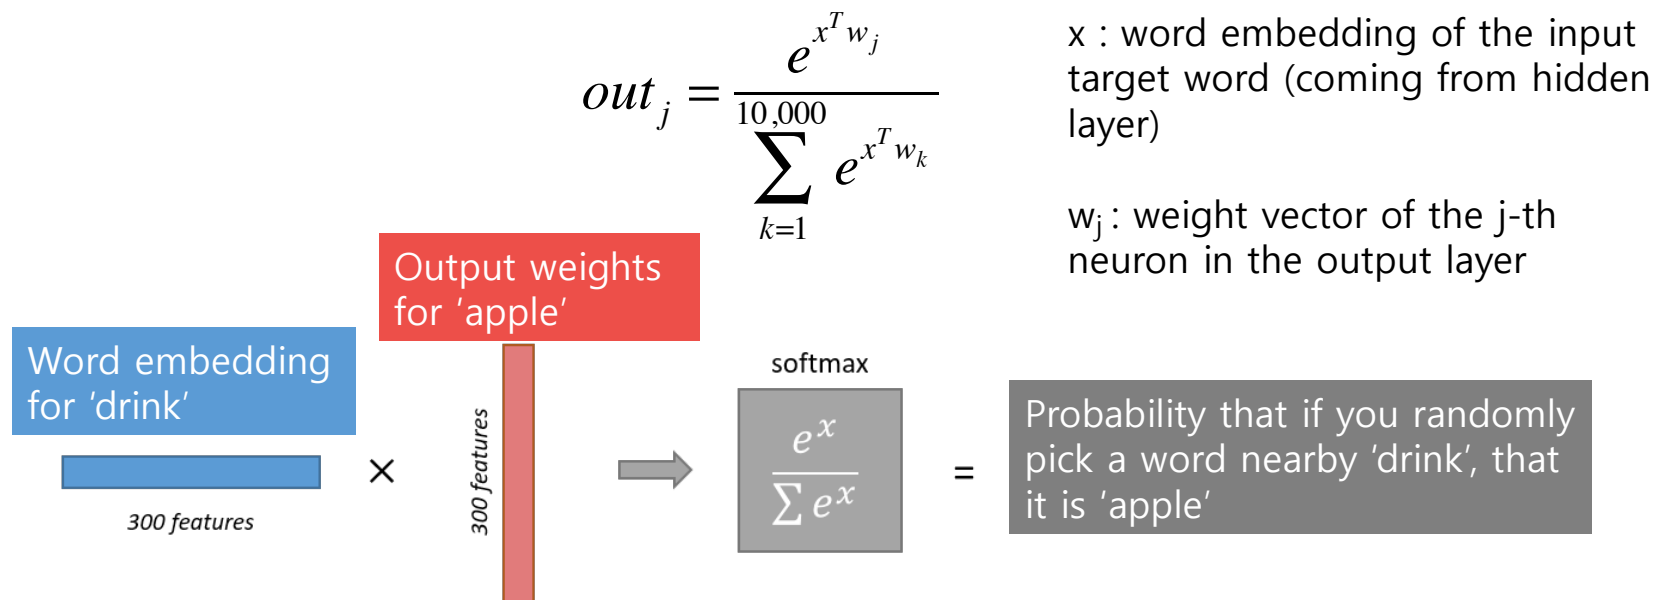 out_j = e^{x^T w_j} / \sum_{k=1}^{10,000} e^{x^T w_k}
x : word embedding of the input
target word (coming from hidden
layer)
w_j : weight vector of the j-th
neuron in the output layer
Output weights
for ‘apple’
Word embedding
for ‘drink’
300 features
×
300 features
softmax
e^x / \sum e^x
=
Probability that if you randomly
pick a word nearby ‘drink’, that
it is ‘apple’